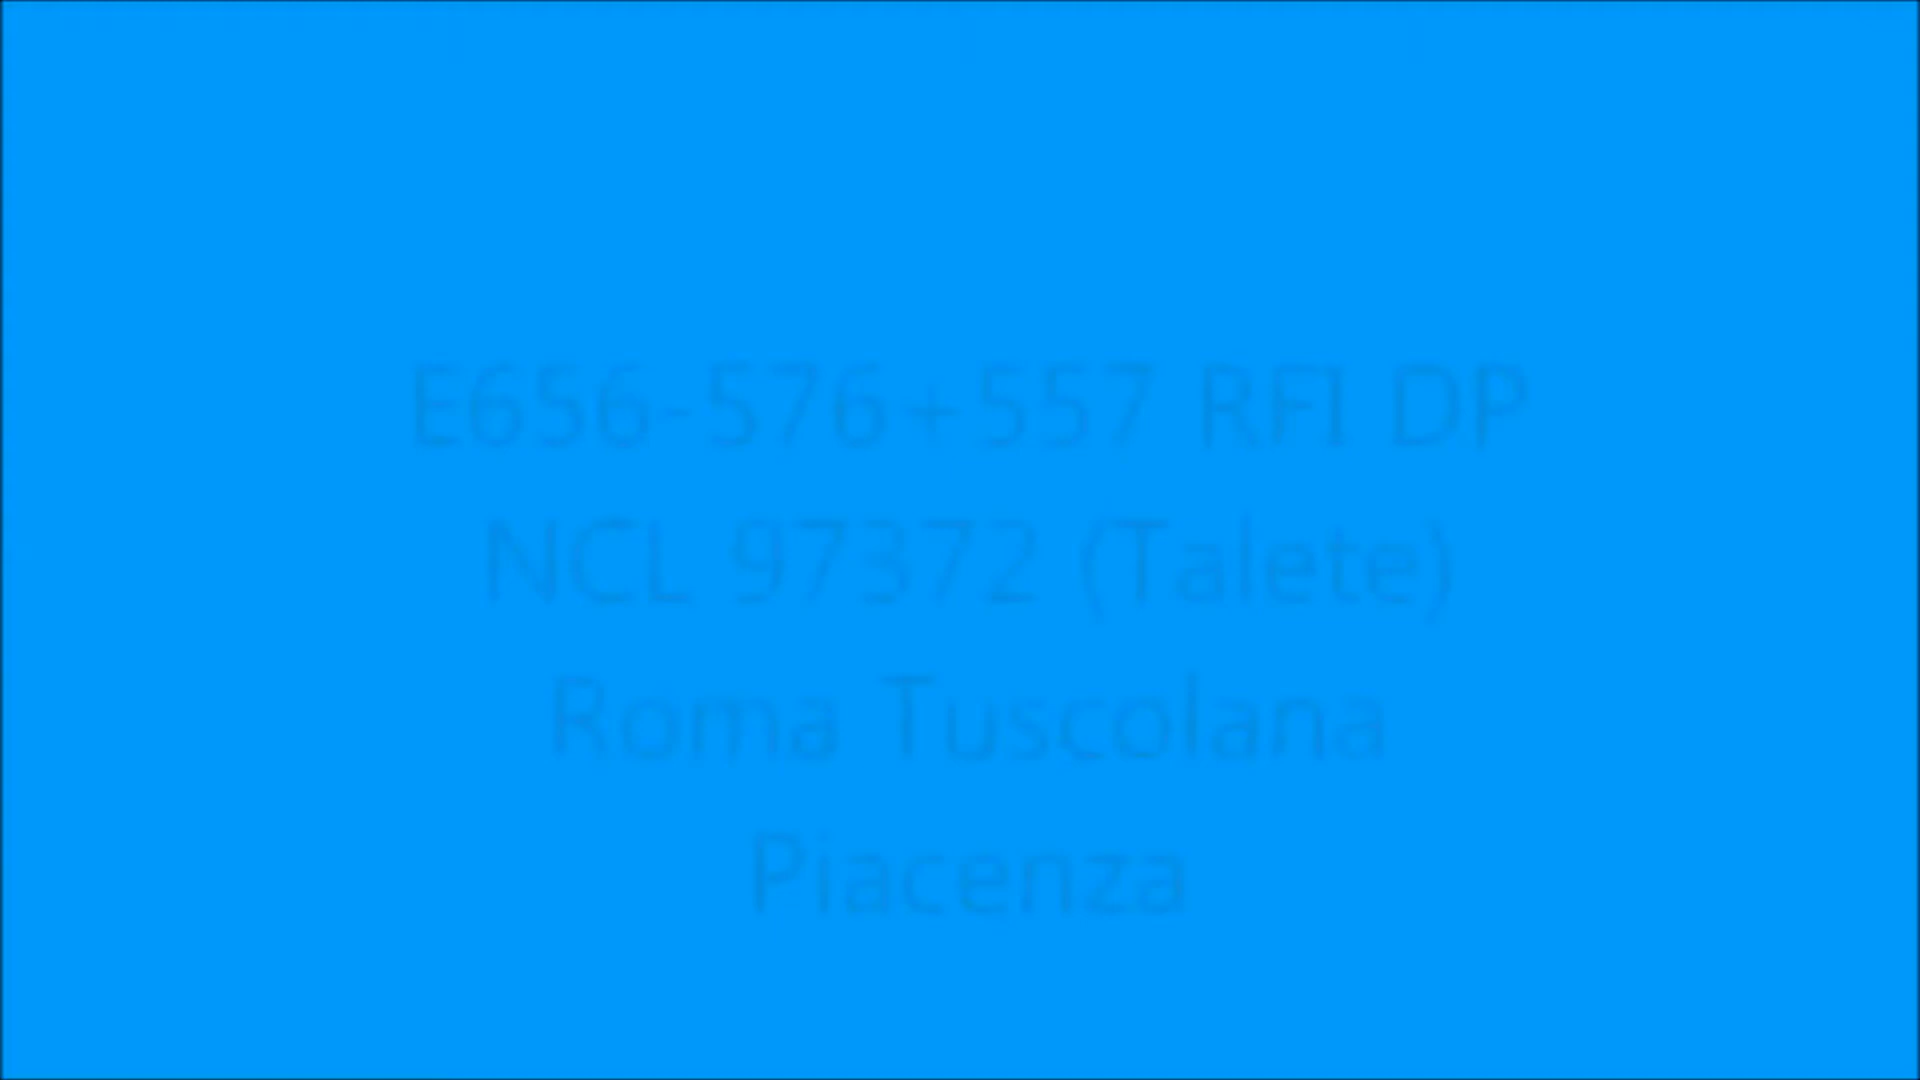 E656-576+557 RFI DP
NCL 97372 (Talete)
Roma Tuscolana
Piacenza